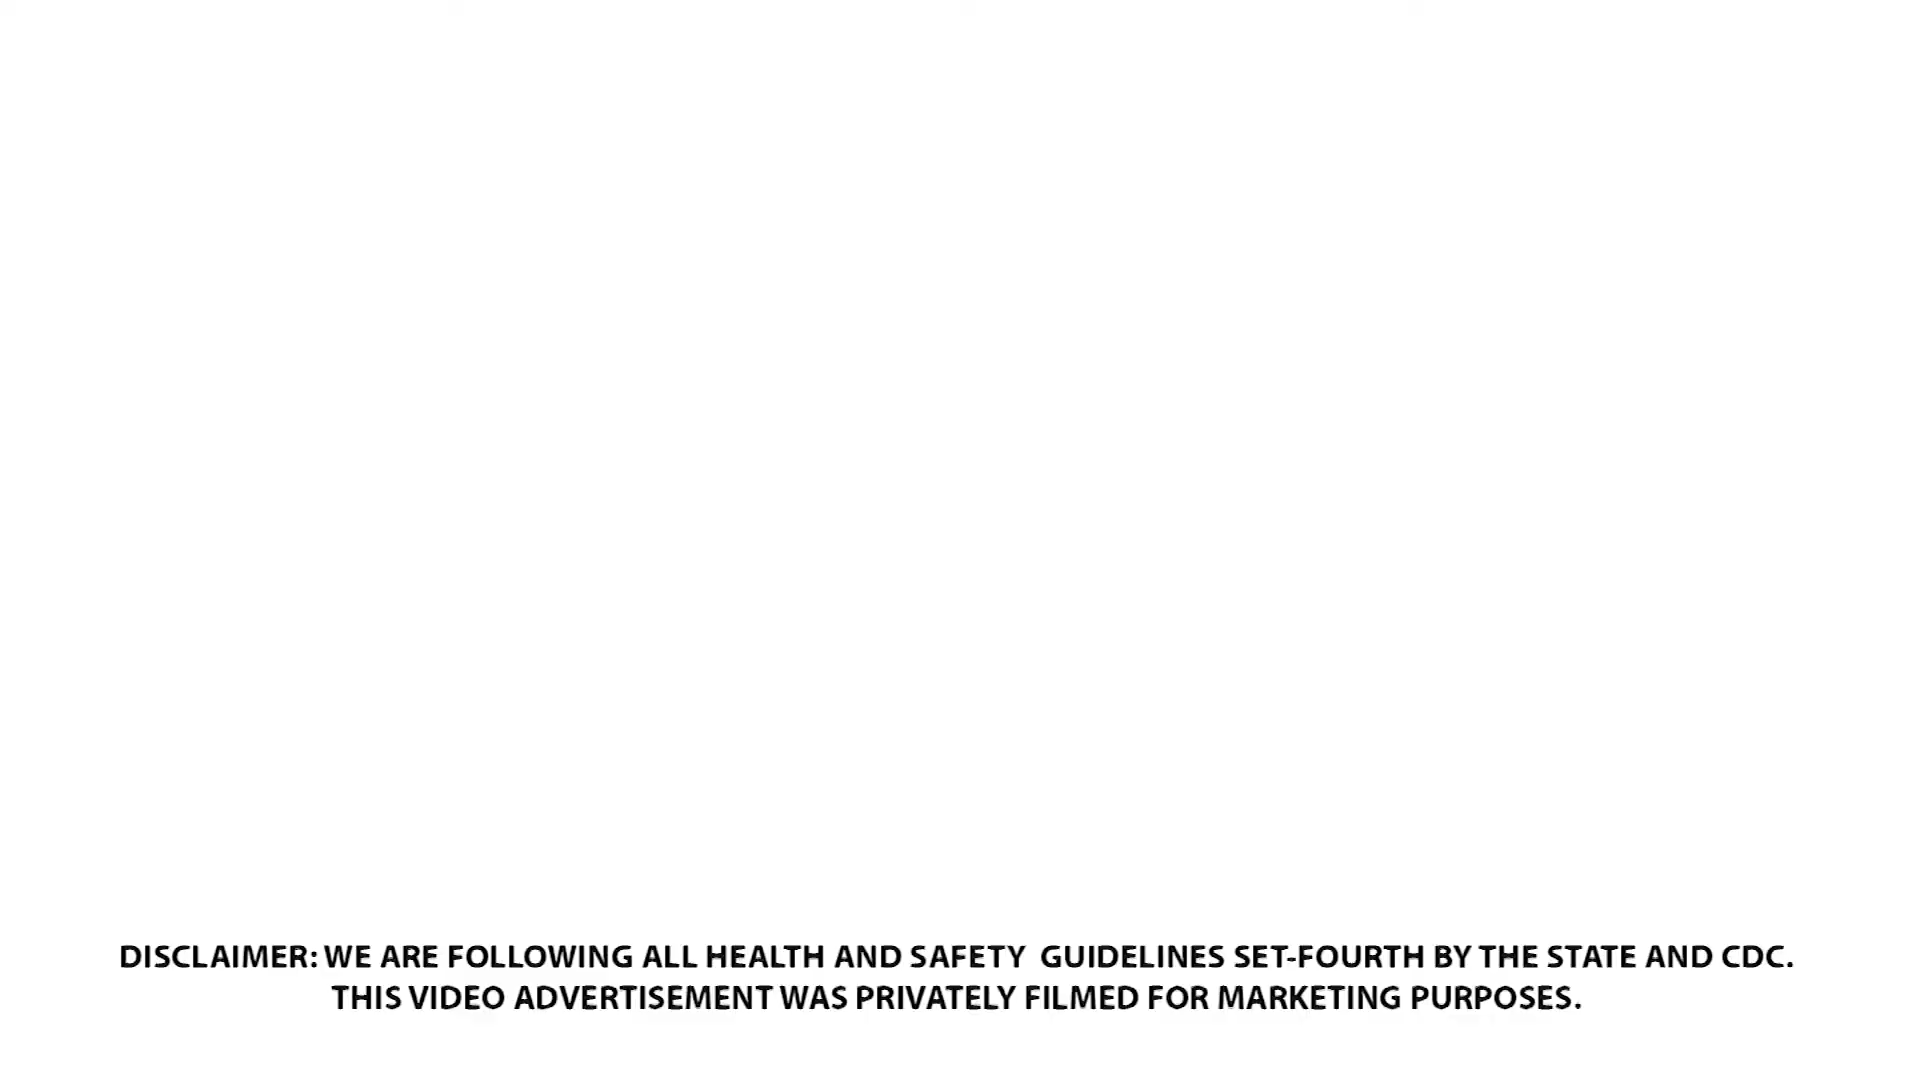 DISCLAIMER: WE ARE FOLLOWING ALL HEALTH AND SAFETY GUIDELINES SET-FOURTH BY THE STATE AND CDC.
THIS VIDEO ADVERTISEMENT WAS PRIVATELY FILMED FOR MARKETING PURPOSES.